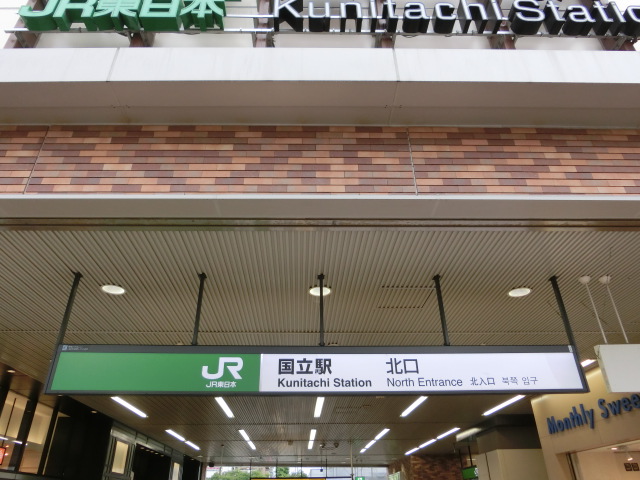 JR東日本 Kunitachi Statio
JR
JR東日本
国立駅 北口
Kunitachi Station North Entrance 北入口 북쪽 입구
Monthly Swee